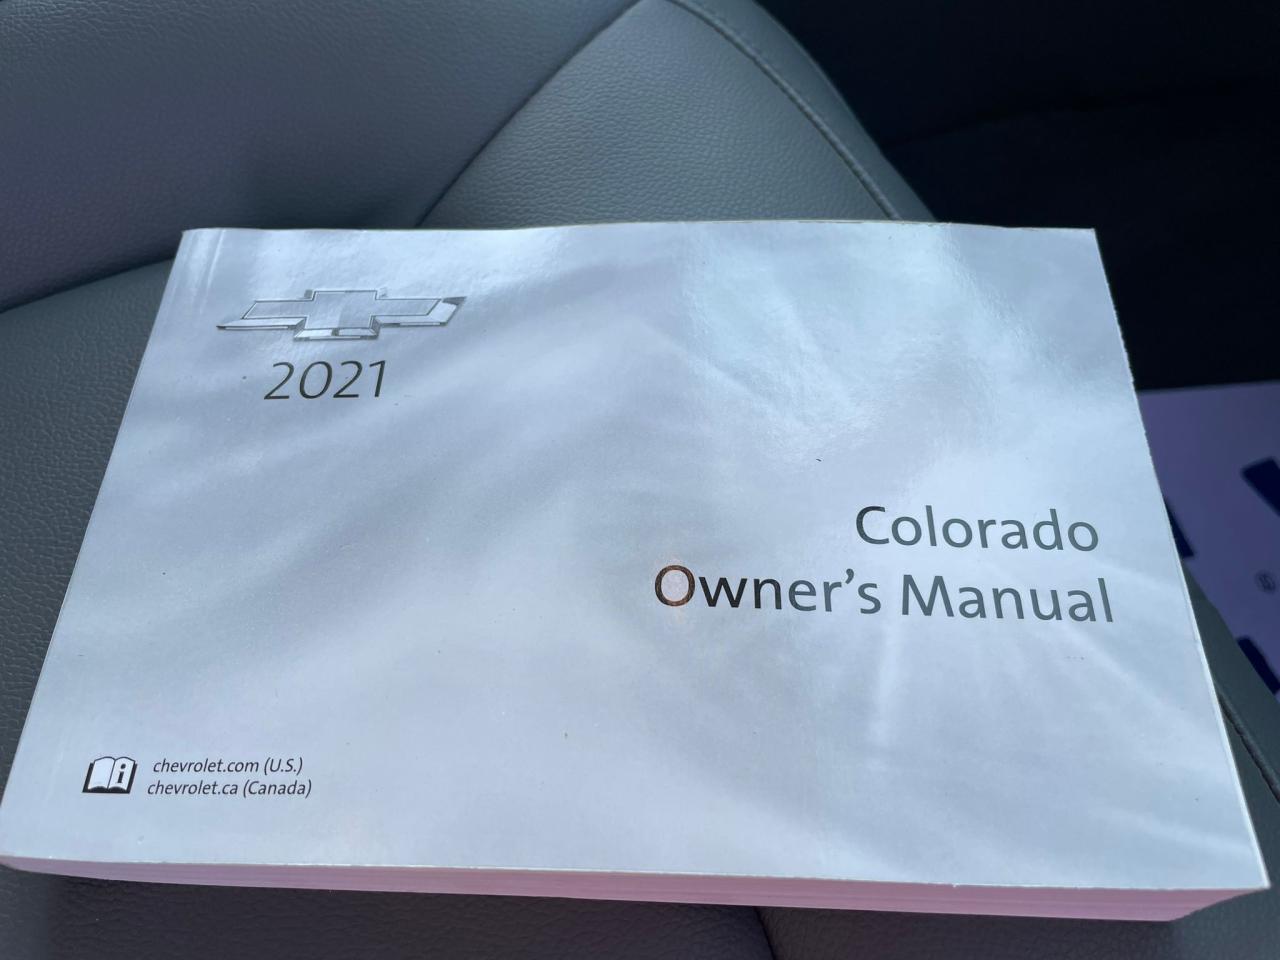 2021
Colorado
Owner's Manual
chevrolet.com (U.S.)
chevrolet.ca (Canada)